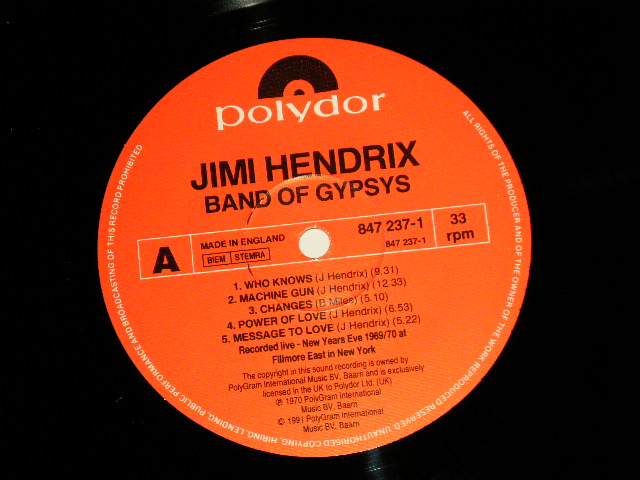 polydor
JIMI HENDRIX
BAND OF GYPSYS
A
MADE IN ENGLAND
BIEM STEMRA
847 237-1
847 237-1
33
rpm
1. WHO KNOWS (J Hendrix) (9.31)
2. MACHINE GUN (J Hendrix) (12.33)
3. CHANGES (B Miles) (5.10)
4. POWER OF LOVE (J Hendrix) (6.53)
5. MESSAGE TO LOVE (J Hendrix) (5.22)
Recorded live - New Years Eve 1969/70 at
Fillmore East in New York
The copyright in this sound recording is owned by
PolyGram International Music BV, Baarn and is exclusively
licensed in the UK to Polydor Ltd. (UK)
℗ 1970 PolyGram International
Music BV, Baarn
© 1991 PolyGram International
Music BV, Baarn
ALL RIGHTS OF THE PRODUCER AND OF THE OWNER OF THE WORK REPRODUCED RESERVED. UNAUTHORISED COPYING, HIRING, LENDING, PUBLIC PERFORMANCE AND BROADCASTING OF THIS RECORD PROHIBITED